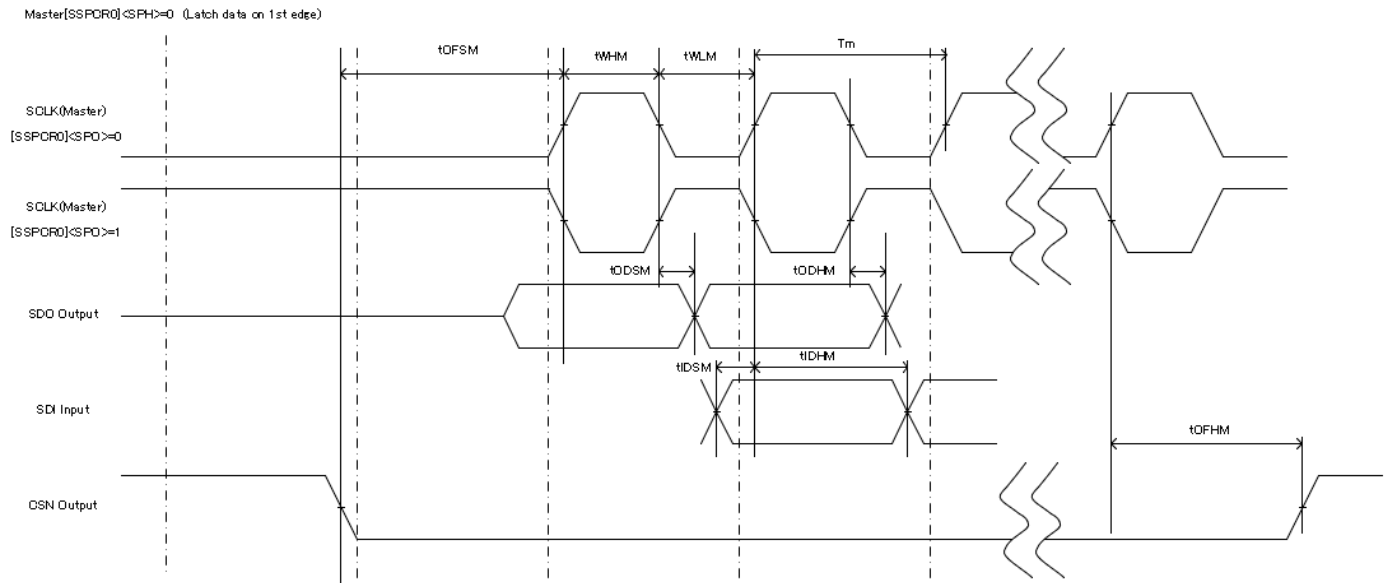 Master[SSPCR0]<SPH>=0 (Latch data on 1st edge)
tOFSM
tWHM
tWLM
Tm
SCLK(Master)
[SSPCR0]<SPO>=0
SCLK(Master)
[SSPCR0]<SPO>=1
tODSM
tODHM
SDO Output
tIDSM
tIDHM
SDI Input
tOFHM
CSN Output